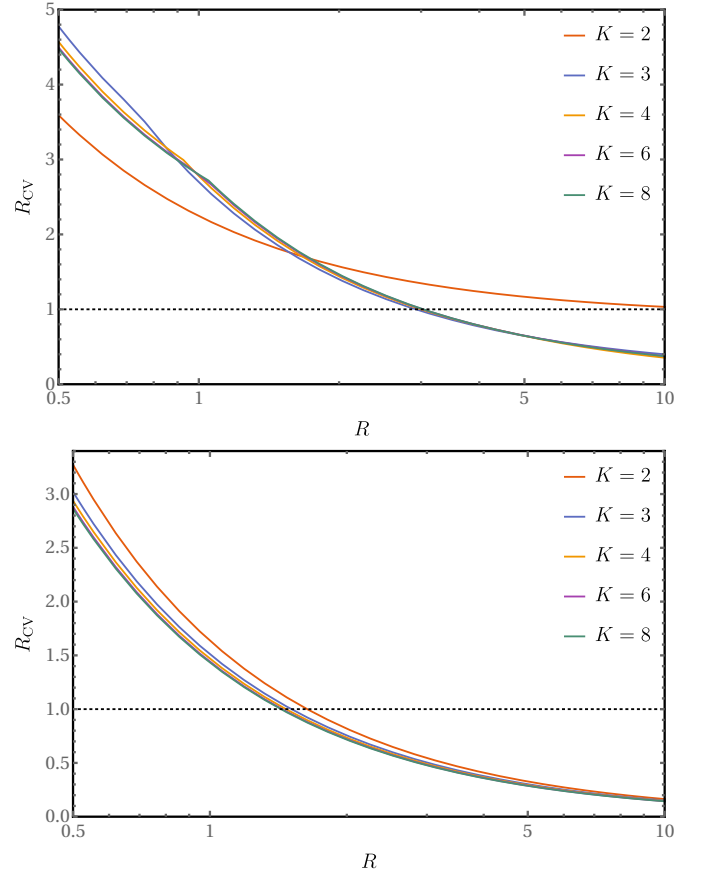 5
4
3
2
1
0
R_CV
0.5 1 5 10
R
K = 2
K = 3
K = 4
K = 6
K = 8
3.0
2.5
2.0
1.5
1.0
0.5
0.0
R_CV
0.5 1 5 10
R
K = 2
K = 3
K = 4
K = 6
K = 8